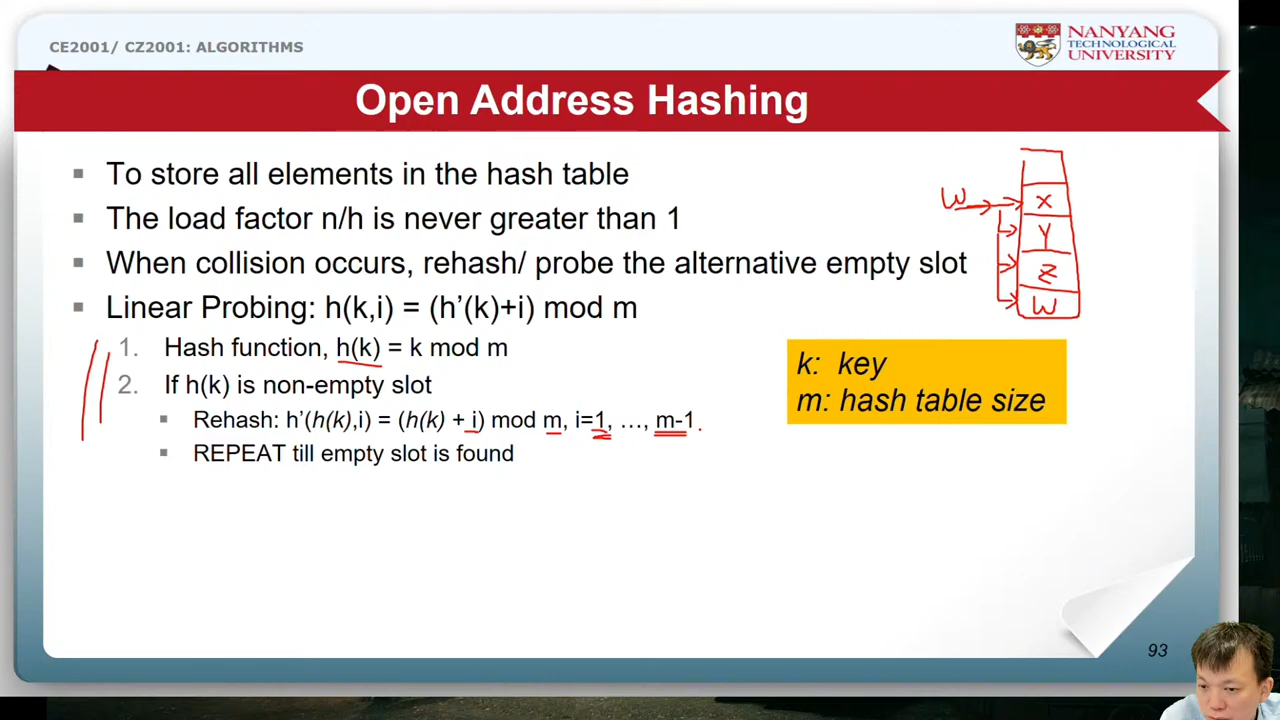 CE2001/ CZ2001: ALGORITHMS
NANYANG
TECHNOLOGICAL
UNIVERSITY
Open Address Hashing
▪ To store all elements in the hash table
▪ The load factor n/h is never greater than 1
▪ When collision occurs, rehash/ probe the alternative empty slot
▪ Linear Probing: h(k,i) = (h’(k)+i) mod m
1. Hash function, h(k) = k mod m
2. If h(k) is non-empty slot
▪ Rehash: h’(h(k),i) = (h(k) + i) mod m, i=1, …, m-1.
▪ REPEAT till empty slot is found
W
X
Y
Z
W
k: key
m: hash table size
93